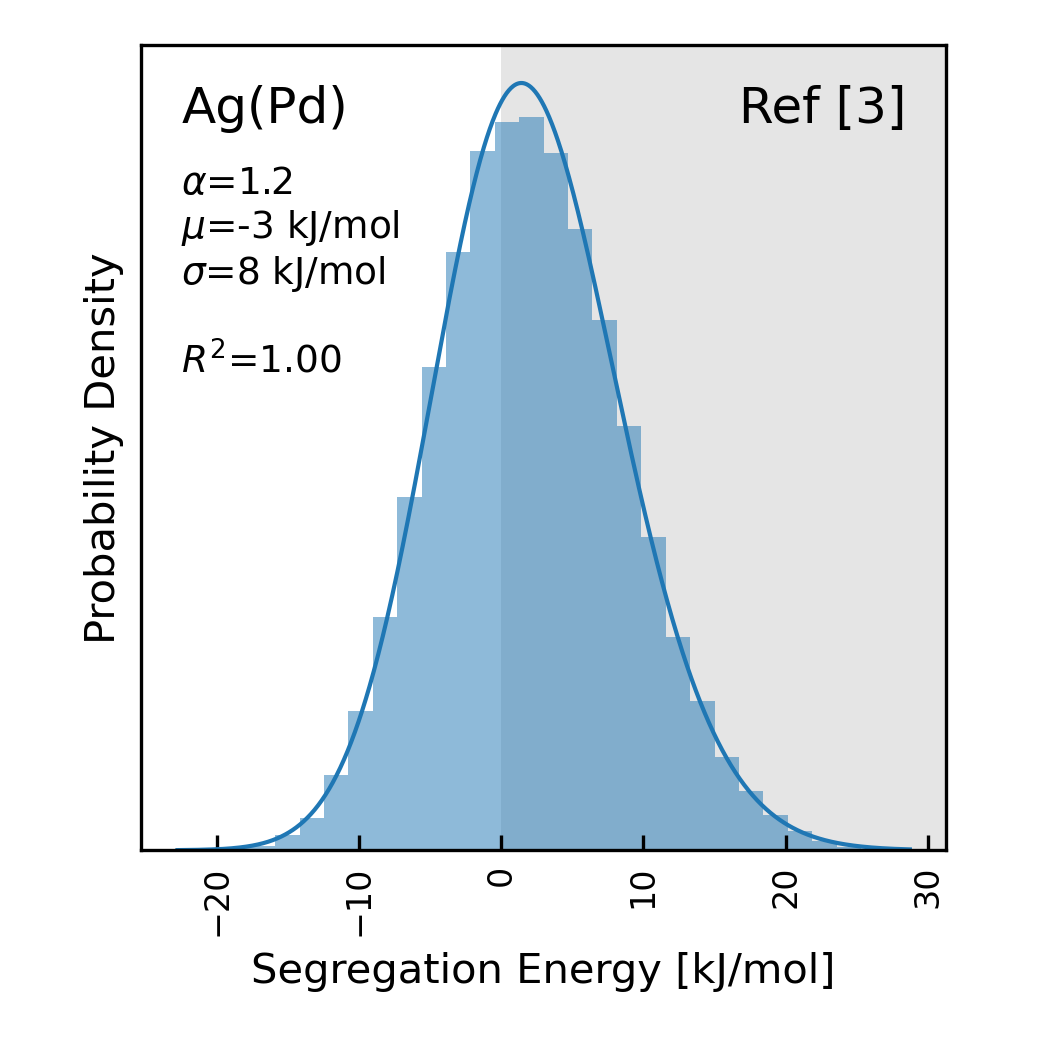 Ag(Pd)
Ref [3]
α=1.2
μ=-3 kJ/mol
σ=8 kJ/mol
R²=1.00
Probability Density
−20
−10
0
10
20
30
Segregation Energy [kJ/mol]